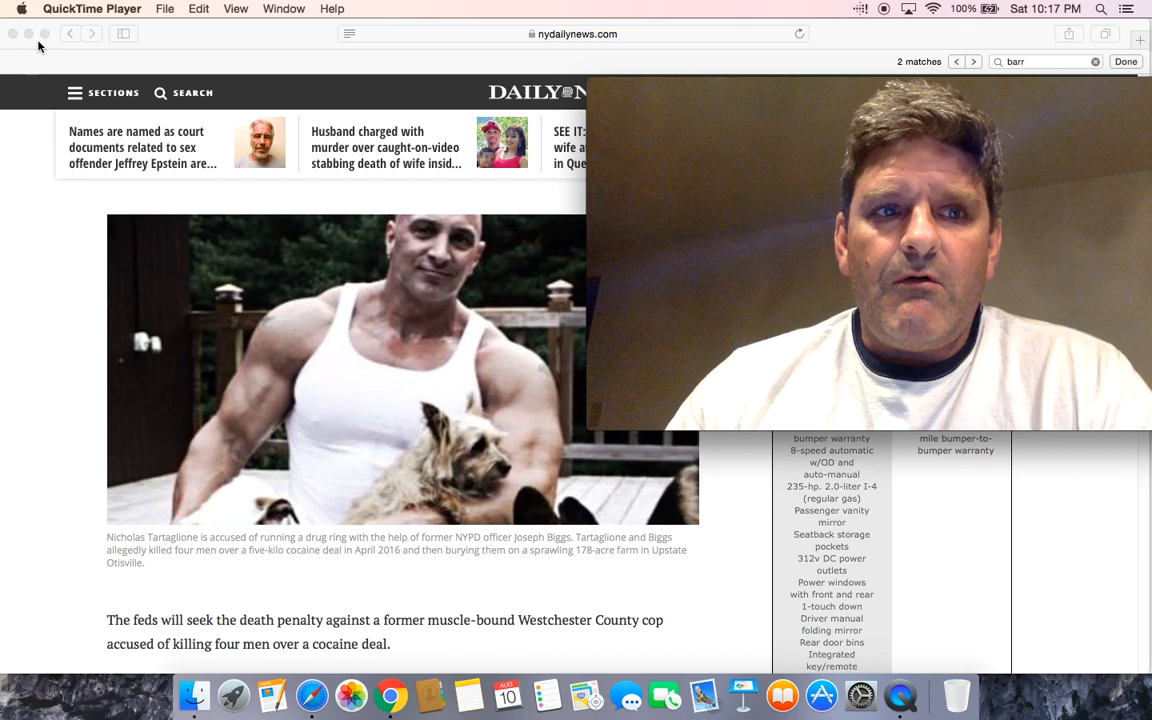 QuickTime Player File Edit View Window Help
100% Sat 10:17 PM
nydailynews.com
2 matches barr Done
SECTIONS SEARCH
DAILY N
Names are named as court
documents related to sex
offender Jeffrey Epstein are...
Husband charged with
murder over caught-on-video
stabbing death of wife insid...
SEE IT:
wife a
in Que
Nicholas Tartaglione is accused of running a drug ring with the help of former NYPD officer Joseph Biggs. Tartaglione and Biggs
allegedly killed four men over a five-kilo cocaine deal in April 2016 and then burying them on a sprawling 178-acre farm in Upstate
Otisville.
The feds will seek the death penalty against a former muscle-bound Westchester County cop
accused of killing four men over a cocaine deal.
bumper warranty
8-speed automatic
w/OD and
auto-manual
235-hp. 2.0-liter I-4
(regular gas)
Passenger vanity
mirror
Seatback storage
pockets
312v DC power
outlets
Power windows
with front and rear
1-touch down
Driver manual
folding mirror
Rear door bins
Integrated
key/remote
mile bumper-to-
bumper warranty
AUG
10